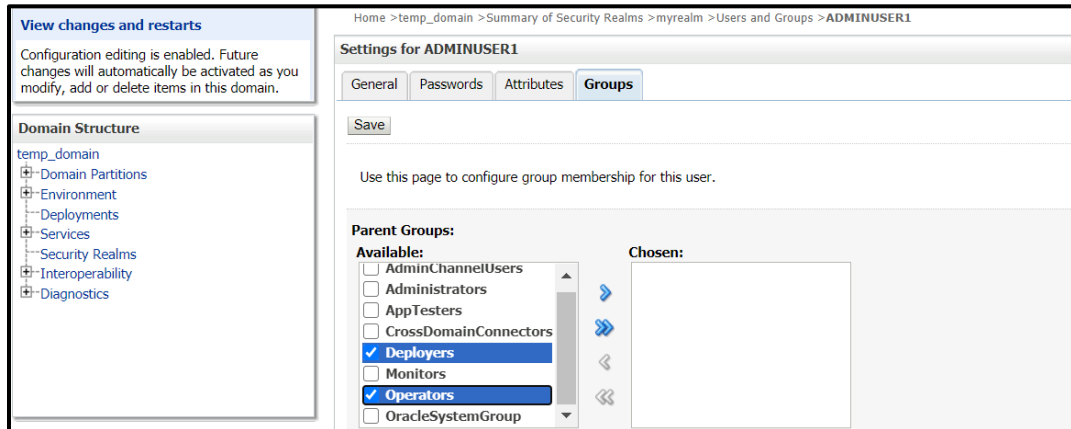 View changes and restarts
Configuration editing is enabled. Future
changes will automatically be activated as you
modify, add or delete items in this domain.
Domain Structure
temp_domain
Domain Partitions
Environment
Deployments
Services
Security Realms
Interoperability
Diagnostics
Home >temp_domain >Summary of Security Realms >myrealm >Users and Groups >ADMINUSER1
Settings for ADMINUSER1
General Passwords Attributes Groups
Save
Use this page to configure group membership for this user.
Parent Groups:
Available: Chosen:
AdminChannelUsers
Administrators
AppTesters
CrossDomainConnectors
Deployers
Monitors
Operators
OracleSystemGroup